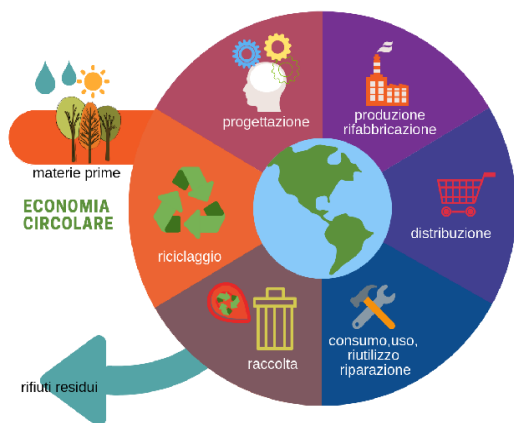 progettazione
produzione
rifabbricazione
materie prime
ECONOMIA
CIRCOLARE
distribuzione
riciclaggio
consumo,uso,
riutilizzo
riparazione
raccolta
rifiuti residui